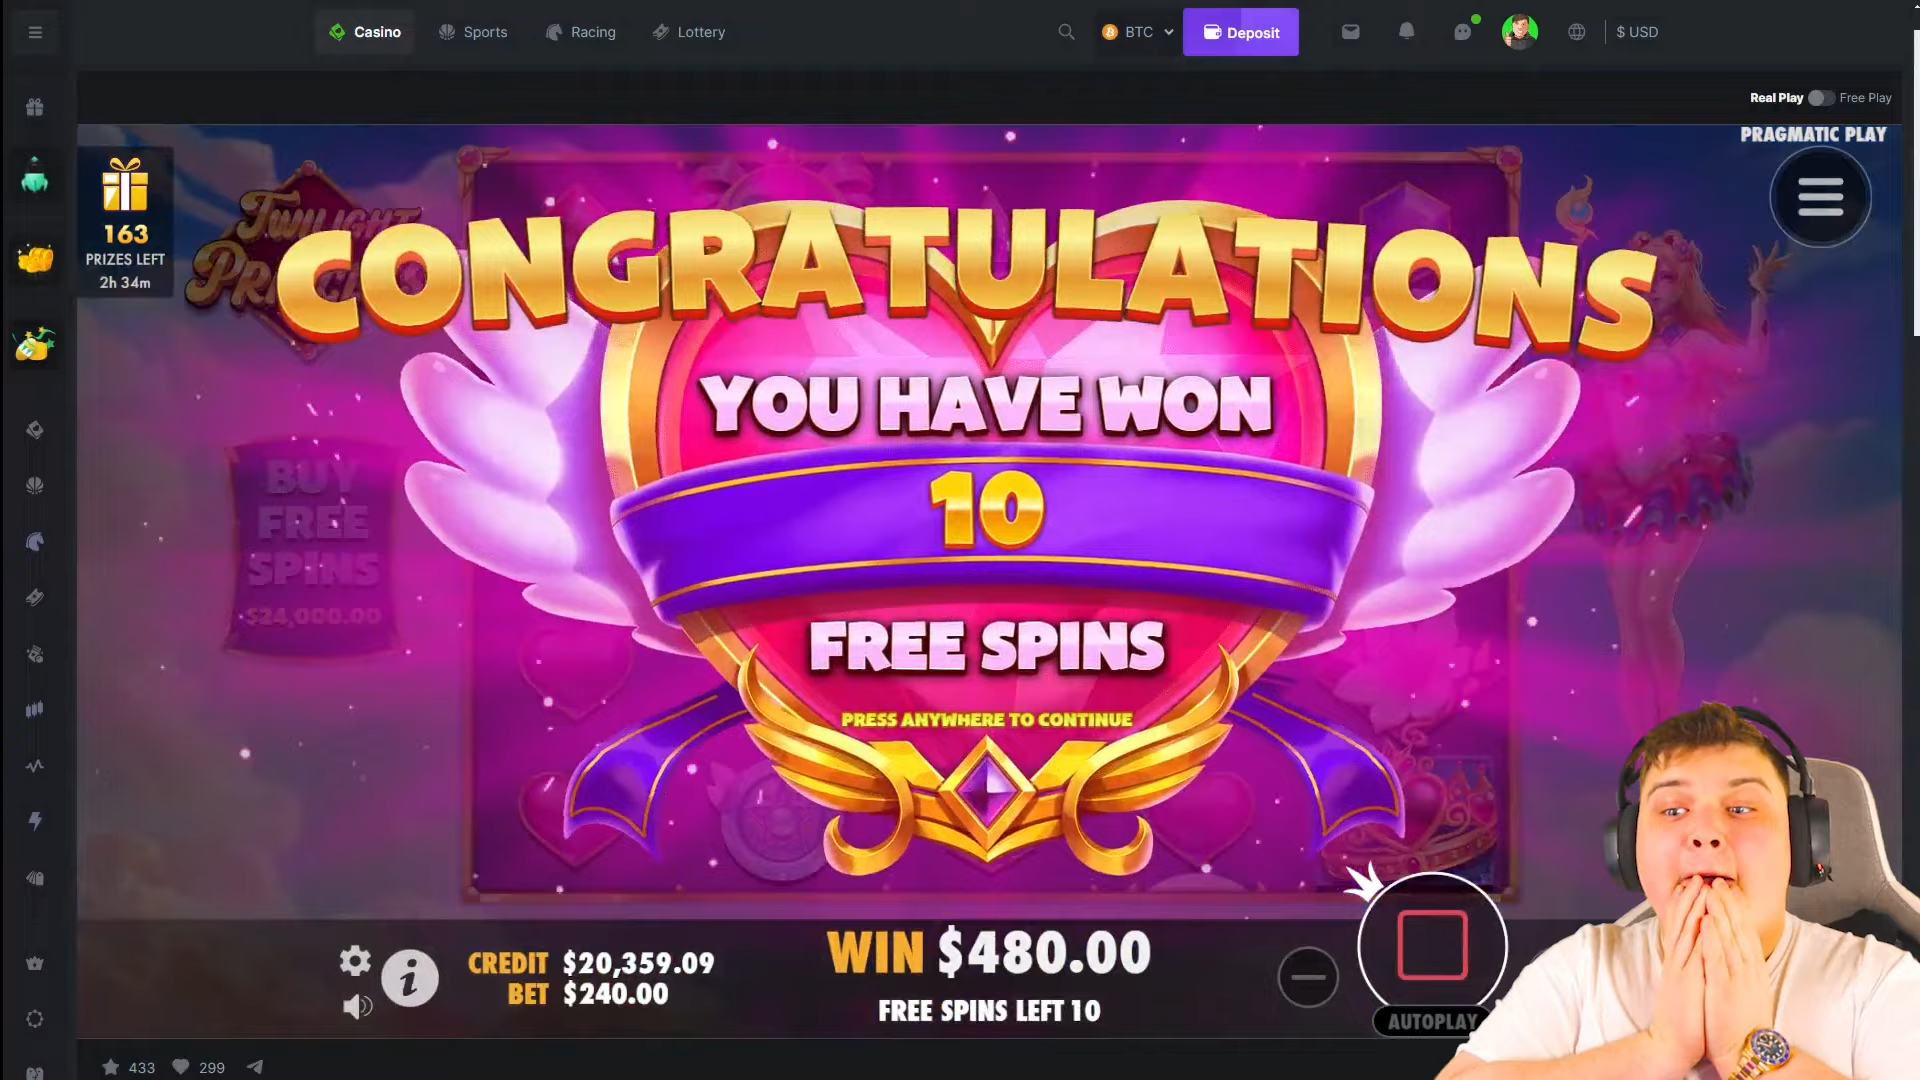 Casino
Sports
Racing
Lottery
BTC
Deposit
$ USD
Real Play
Free Play
PRAGMATIC PLAY
163
PRIZES LEFT
2h 34m
TWILIGHT
CONGRATULATIONS
YOU HAVE WON
10
FREE SPINS
PRESS ANYWHERE TO CONTINUE
BUY
FREE
SPINS
$24,000.00
CREDIT $20,359.09
BET $240.00
WIN $480.00
FREE SPINS LEFT 10
AUTOPLAY
433
299